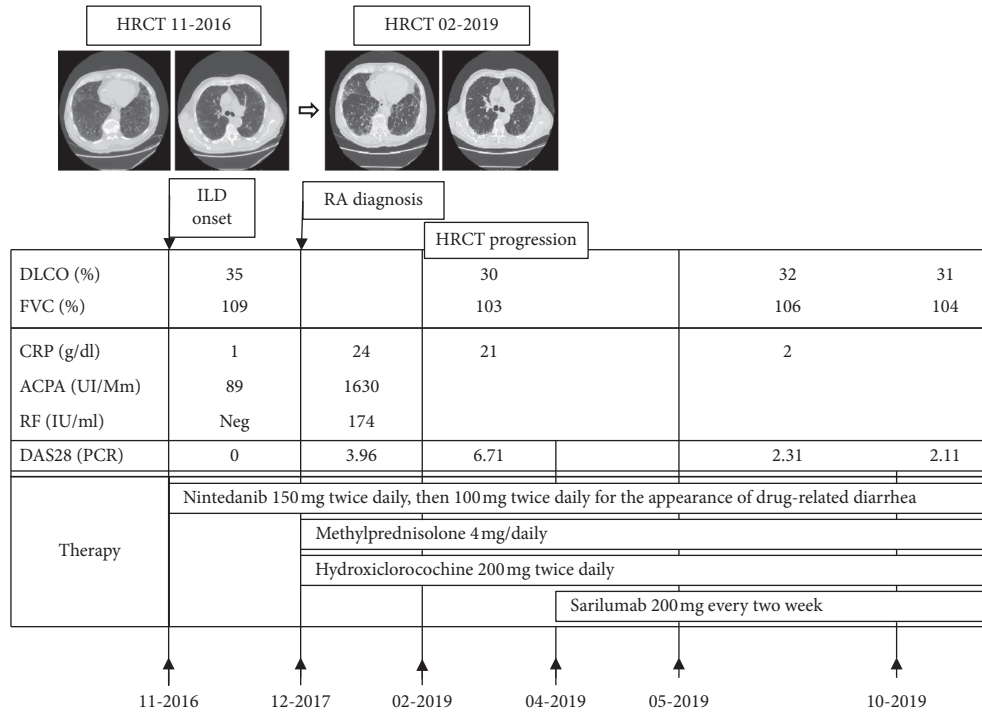 HRCT 11-2016
HRCT 02-2019
ILD
onset
RA diagnosis
HRCT progression
DLCO (%) 35 30 32 31
FVC (%) 109 103 106 104
CRP (g/dl) 1 24 21 2
ACPA (UI/Mm) 89 1630
RF (IU/ml) Neg 174
DAS28 (PCR) 0 3.96 6.71 2.31 2.11
Therapy
Nintedanib 150 mg twice daily, then 100 mg twice daily for the appearance of drug-related diarrhea
Methylprednisolone 4 mg/daily
Hydroxiclorocochine 200 mg twice daily
Sarilumab 200 mg every two week
11-2016 12-2017 02-2019 04-2019 05-2019 10-2019